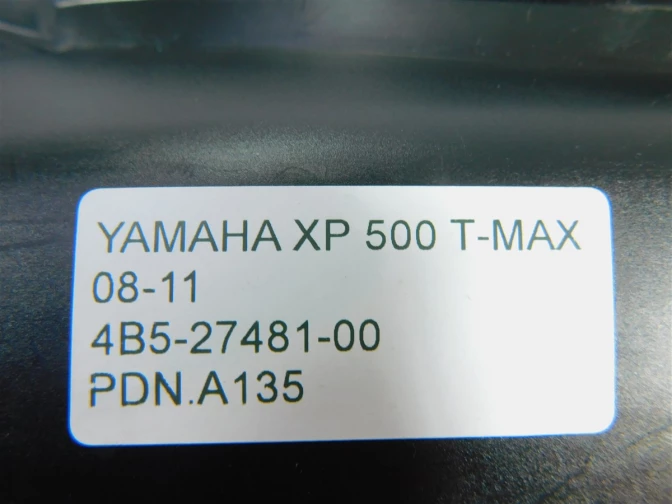 YAMAHA XP 500 T-MAX
08-11
4B5-27481-00
PDN.A135